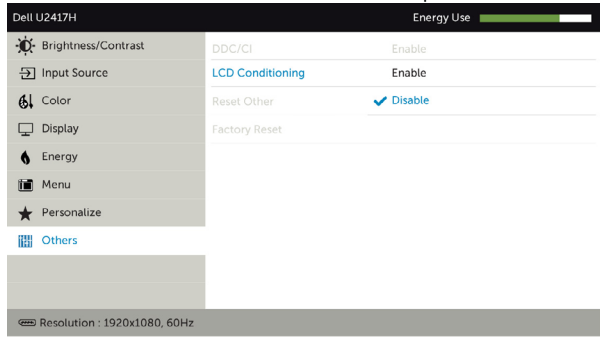 Dell U2417H Energy Use
Brightness/Contrast DDC/CI Enable
Input Source LCD Conditioning Enable
Color Reset Other Disable
Display Factory Reset
Energy
Menu
Personalize
Others
Resolution : 1920x1080, 60Hz